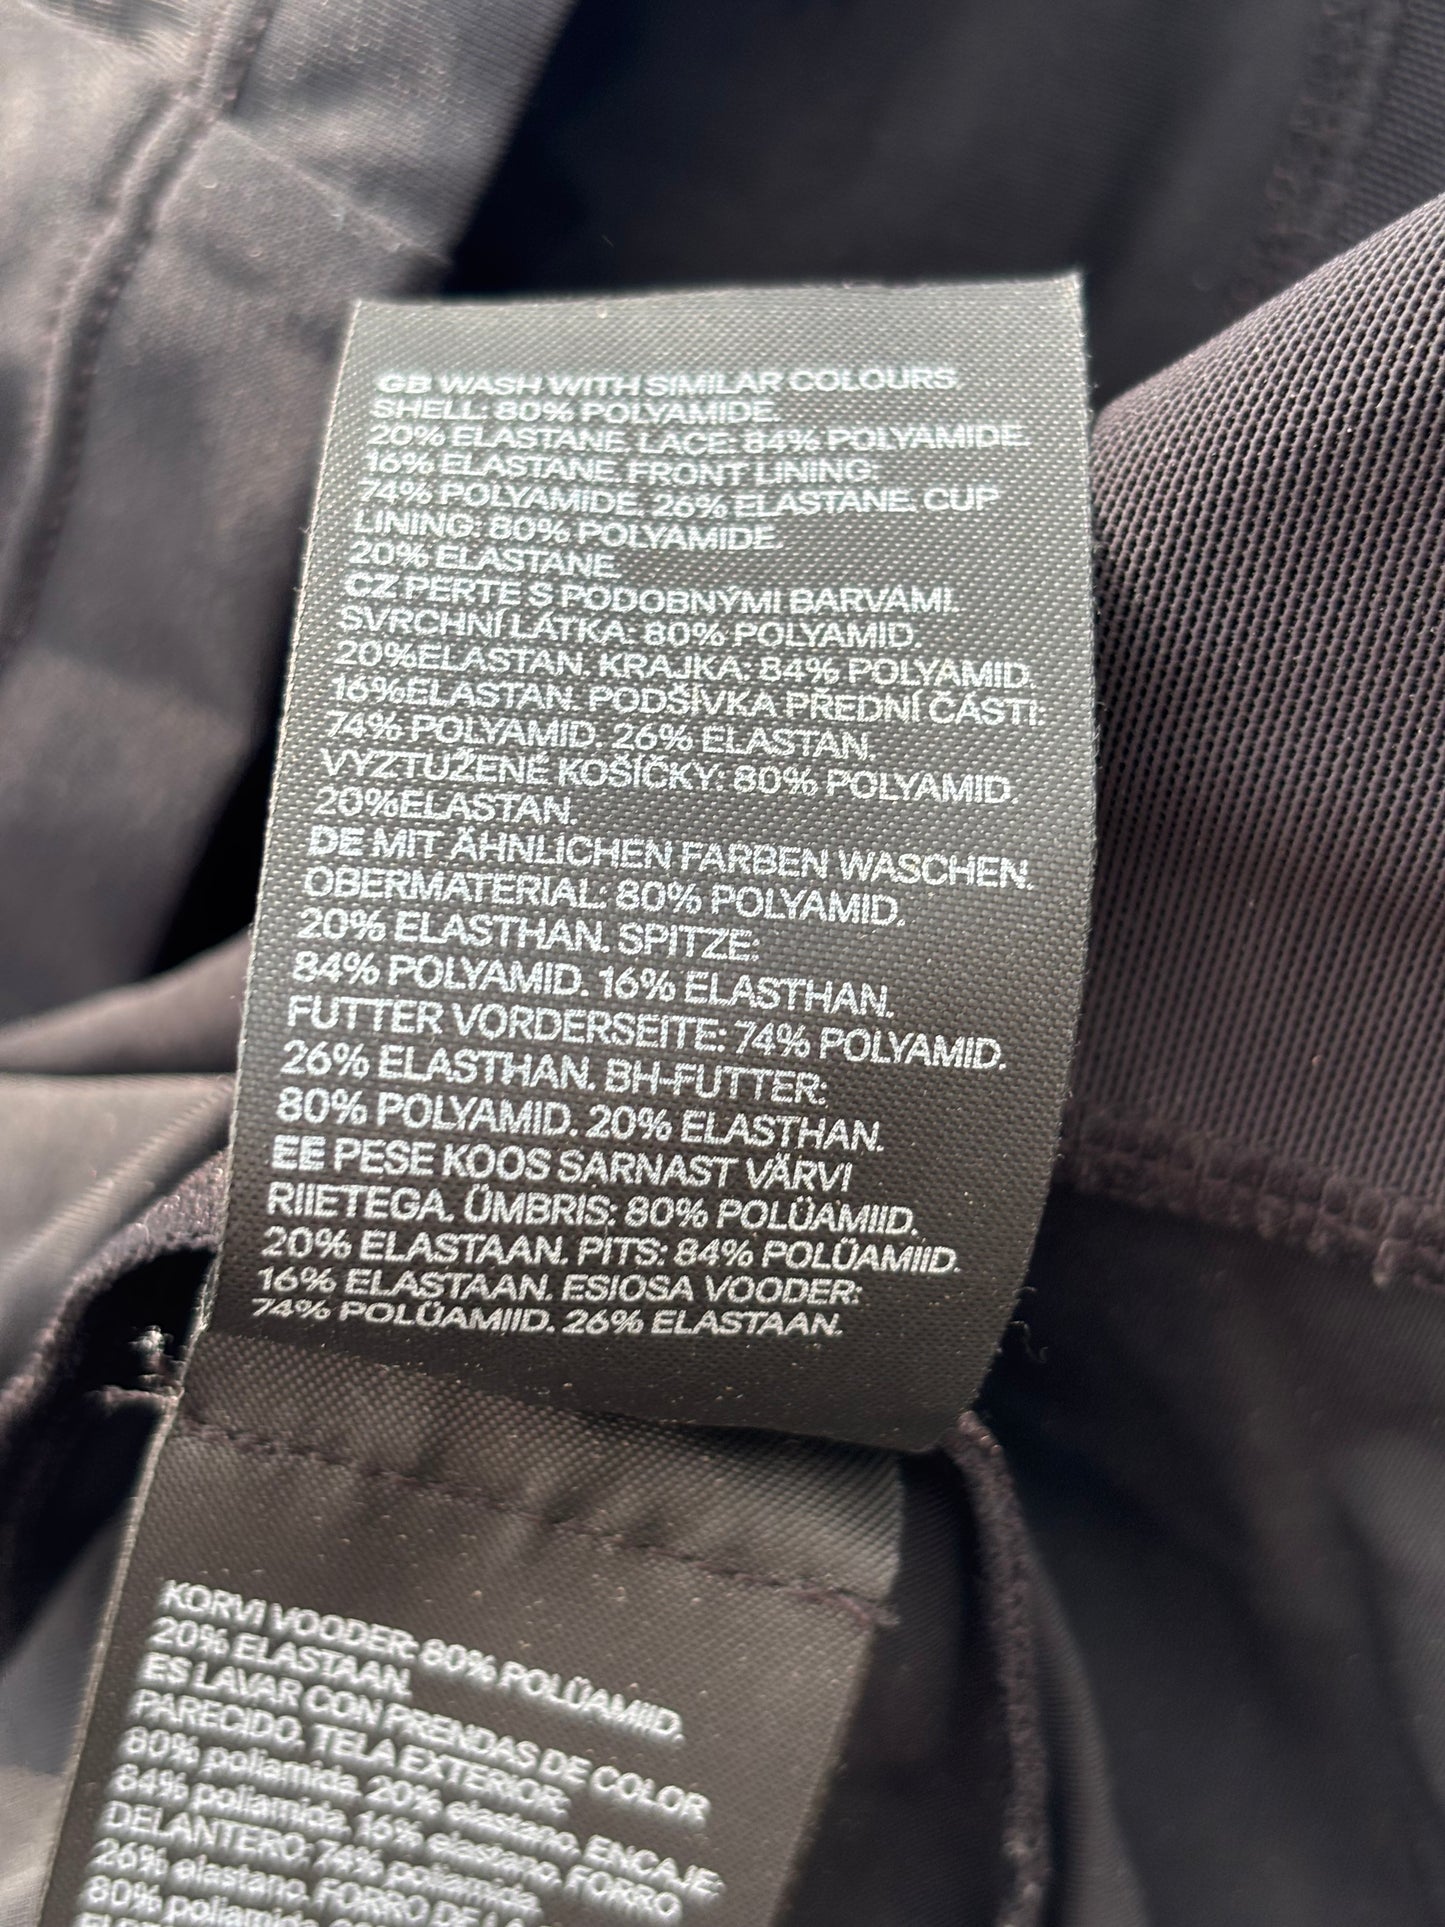 GB WASH WITH SIMILAR COLOURS.
SHELL: 80% POLYAMIDE.
20% ELASTANE. LACE: 84% POLYAMIDE.
16% ELASTANE. FRONT LINING:
74% POLYAMIDE. 26% ELASTANE. CUP
LINING: 80% POLYAMIDE.
20% ELASTANE
CZ PERTE S PODOBNÝMI BARVAMI.
SVRCHNÍ LÁTKA: 80% POLYAMID.
20%ELASTAN. KRAJKA: 84% POLYAMID.
16%ELASTAN. PODŠÍVKA PŘEDNÍ ČÁSTI:
74% POLYAMID. 26% ELASTAN.
VYZTUŽENÉ KOŠÍČKY: 80% POLYAMID.
20%ELASTAN.
DE MIT ÄHNLICHEN FARBEN WASCHEN.
OBERMATERIAL: 80% POLYAMID.
20% ELASTHAN. SPITZE:
84% POLYAMID. 16% ELASTHAN.
FUTTER VORDERSEITE: 74% POLYAMID.
26% ELASTHAN. BH-FUTTER:
80% POLYAMID. 20% ELASTHAN.
EE PESE KOOS SARNAST VÄRVI
RIIETEGA. ÜMBRIS: 80% POLÜAMIID.
20% ELASTAAN. PITS: 84% POLÜAMIID.
16% ELASTAAN. ESIOSA VOODER:
74% POLÜAMIID. 26% ELASTAAN.
KORVI VOODER: 80% POLÜAMIID.
20% ELASTAAN.
ES LAVAR CON PRENDAS DE COLOR
PARECIDO. TELA EXTERIOR:
80% poliamida. 20% elastano. ENCAJE:
84% poliamida. 16% elastano. FORRO
DELANTERO: 74% poliamida.
26% elastano. FORRO DE LA
80% poliamida.